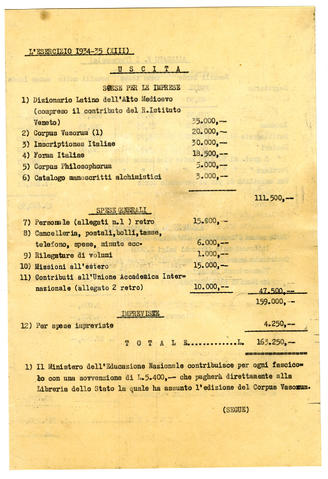 L'ESERCIZIO 1934-35 (XIII)
U S C I T A
SPESE PER LE IMPRESE
1) Dizionario Latino dell'Alto Medioevo
(compreso il contributo del R.Istituto
Veneto) 35.000,--
2) Corpus Vasorum (1) 20.000,--
3) Inscriptiones Italiae 30.000,--
4) Forma Italiae 18.500,--
5) Corpus Philosophorum 5.000,--
6) Catalogo manoscritti alchimistici 3.000,--
111.500,--
SPESE GENERALI
7) Personale (allegati n.1 ) retro 15.500,--
8) Cancelleria, postali,bolli,tasse,
telefono, spese, minute ecc- 6.000,--
9) Rilegature di volumi 1.000,--
10) Missioni all'estero 15.000,--
11) Contributi all'Unione Accademica Inter-
nazionale (allegato 2 retro) 10.000,-- 47.500,--
159.000,--
IMPREVISTE
12) Per spese impreviste 4.250,--
T O T A L E . . . . . L. 163.250,--
1) Il Ministero dell'Educazione Nazionale contribuisce per ogni fascico-
lo con una sovvenzione di L.5.400,-- che pagherà direttamente alla
Libreria dello Stato la quale ha assunto l'edizione del Corpus Vasorum.
(SEGUE)